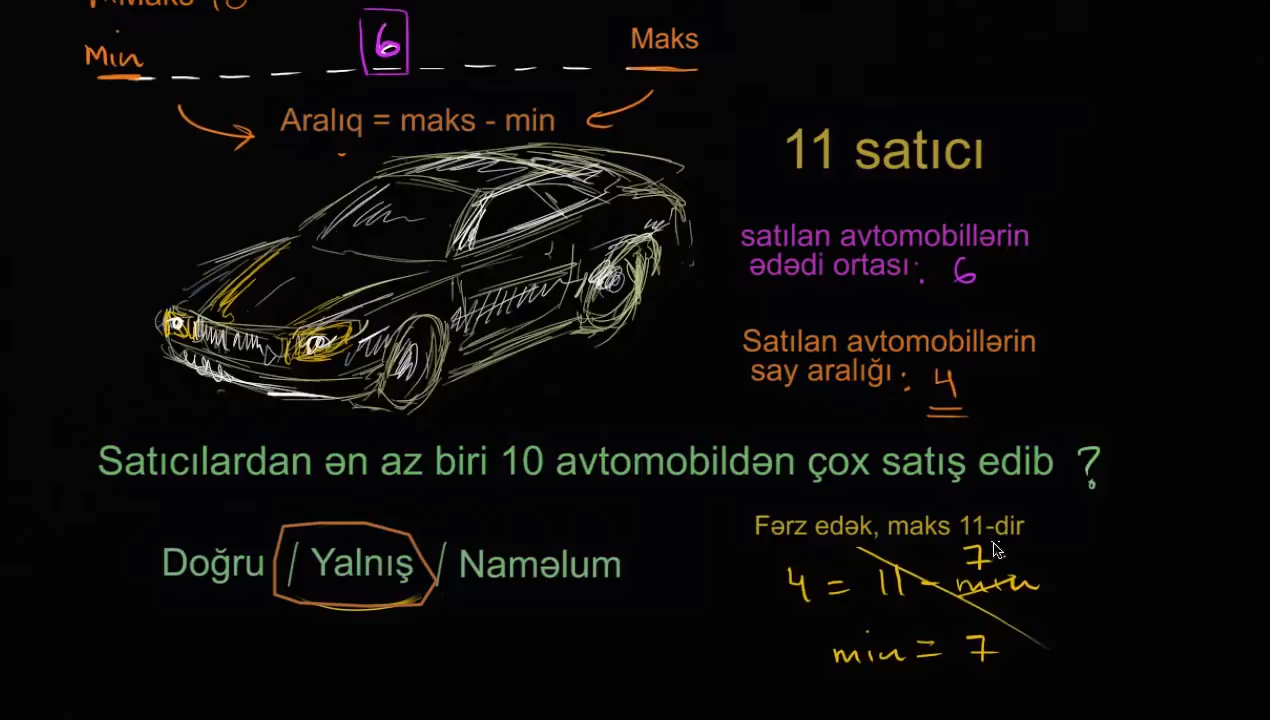 Min
6
Maks
Aralıq = maks - min
11 satıcı
satılan avtomobillərin
ədədi ortası : 6
Satılan avtomobillərin
say aralığı : 4
Satıcılardan ən az biri 10 avtomobildən çox satış edib ?
Fərz edək, maks 11-dir
Doğru / Yalnış / Naməlum
7
4 = 11 - min
min = 7